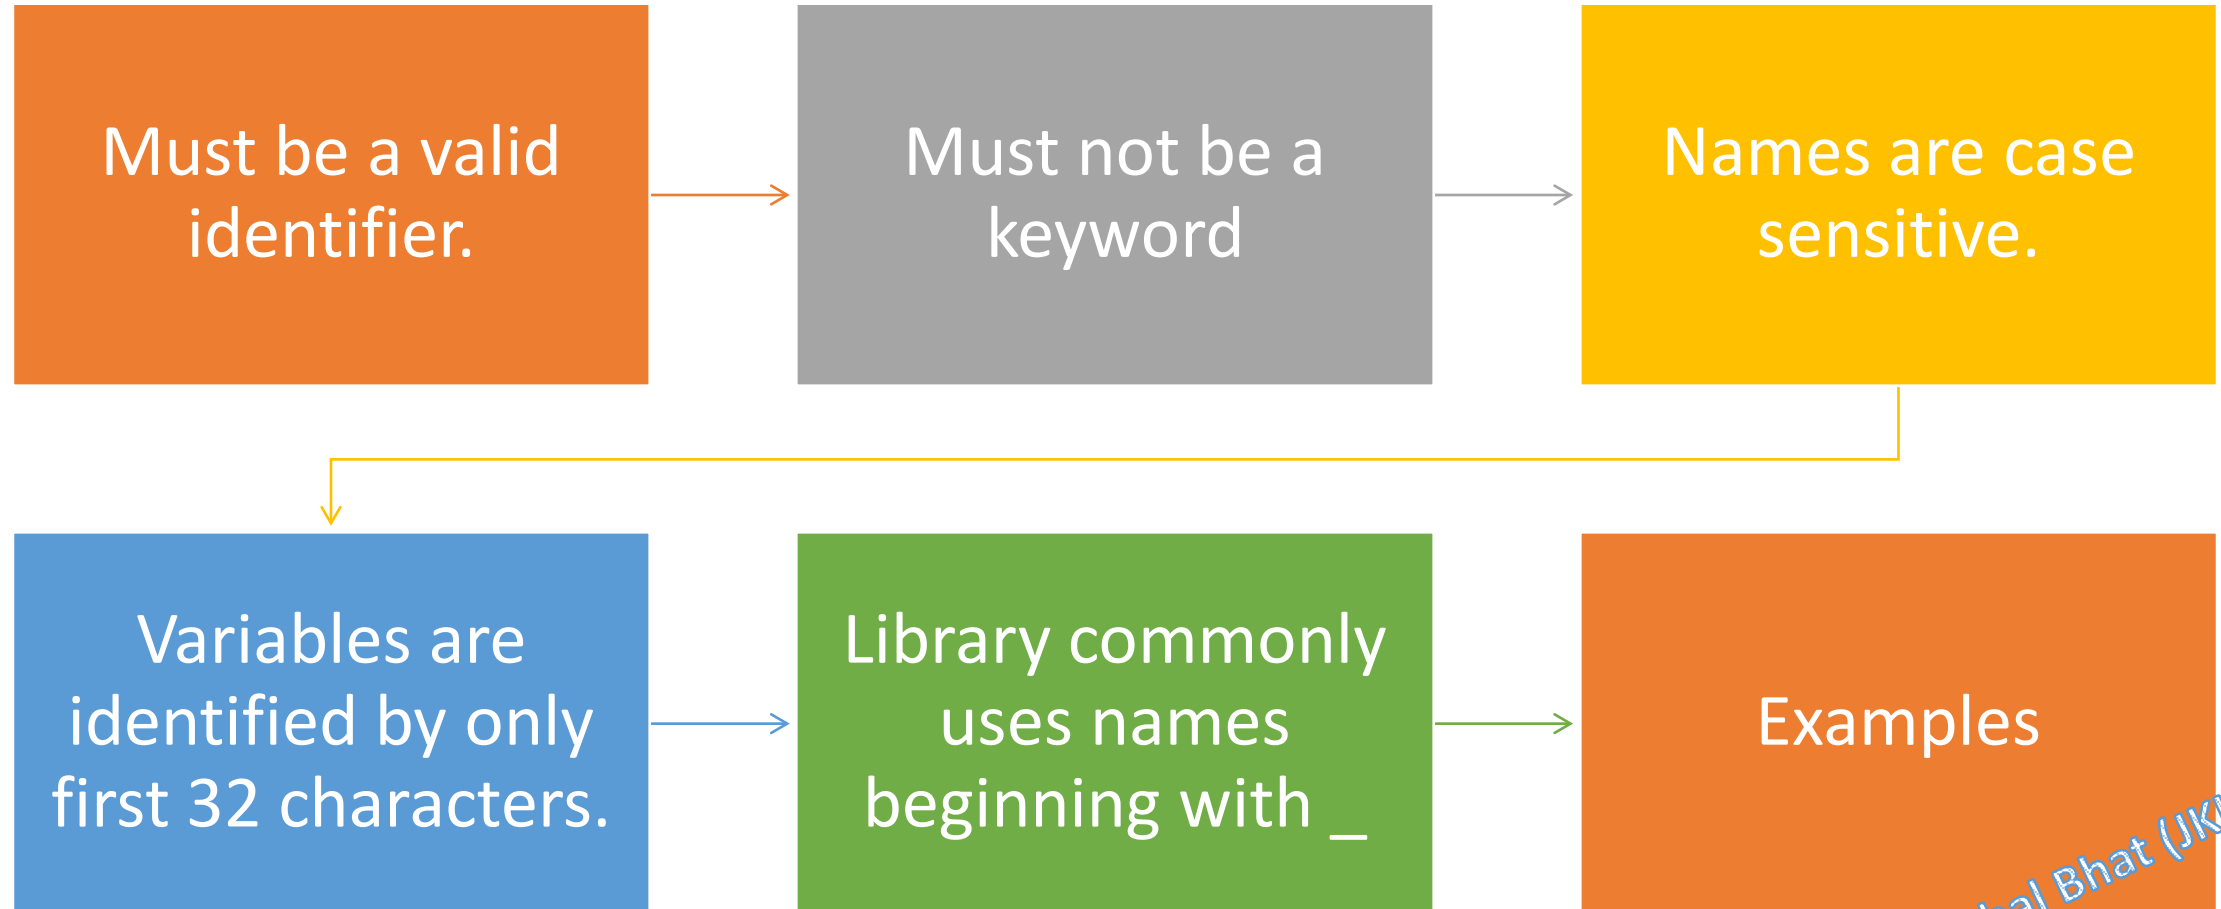 Must be a valid
identifier.
Must not be a
keyword
Names are case
sensitive.
Variables are
identified by only
first 32 characters.
Library commonly
uses names
beginning with _
Examples
Bhat